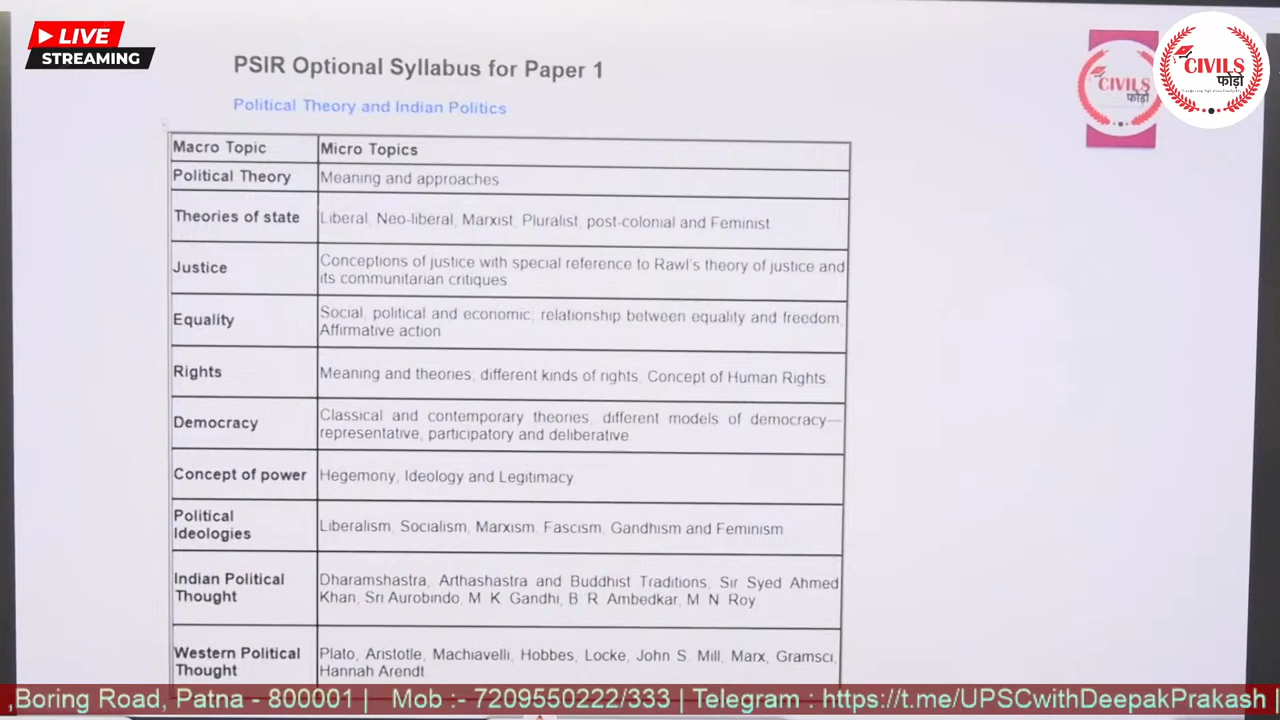 LIVE
STREAMING
CIVILS
फोड़ो
CIVILS
फोड़ो
PSIR Optional Syllabus for Paper 1
Political Theory and Indian Politics
Macro Topic
Micro Topics
Political Theory
Meaning and approaches
Theories of state
Liberal, Neo-liberal, Marxist, Pluralist, post-colonial and Feminist
Justice
Conceptions of justice with special reference to Rawl's theory of justice and
its communitarian critiques
Equality
Social, political and economic; relationship between equality and freedom,
Affirmative action
Rights
Meaning and theories; different kinds of rights, Concept of Human Rights
Democracy
Classical and contemporary theories, different models of democracy—
representative, participatory and deliberative
Concept of power
Hegemony, Ideology and Legitimacy
Political
Ideologies
Liberalism, Socialism, Marxism, Fascism, Gandhism and Feminism
Indian Political
Thought
Dharamshastra, Arthashastra and Buddhist Traditions, Sir Syed Ahmed
Khan, Sri Aurobindo, M K Gandhi, B R Ambedkar, M N Roy
Western Political
Thought
Plato, Aristotle, Machiavelli, Hobbes, Locke, John S. Mill, Marx, Gramsci,
Hannah Arendt
,Boring Road, Patna - 800001 | Mob :- 7209550222/333 | Telegram : https://t.me/UPSCwithDeepakPrakash |